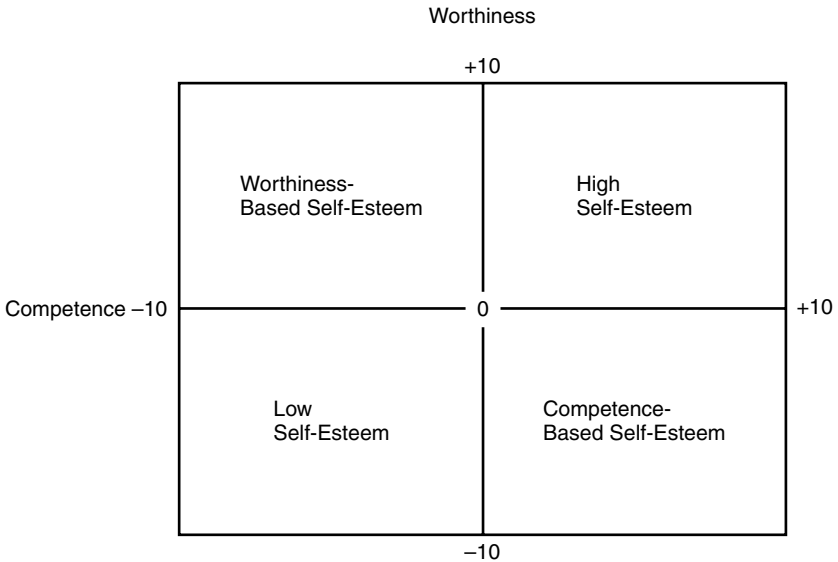 Worthiness
+10
Worthiness-
Based Self-Esteem
High
Self-Esteem
Competence –10
0
+10
Low
Self-Esteem
Competence-
Based Self-Esteem
–10